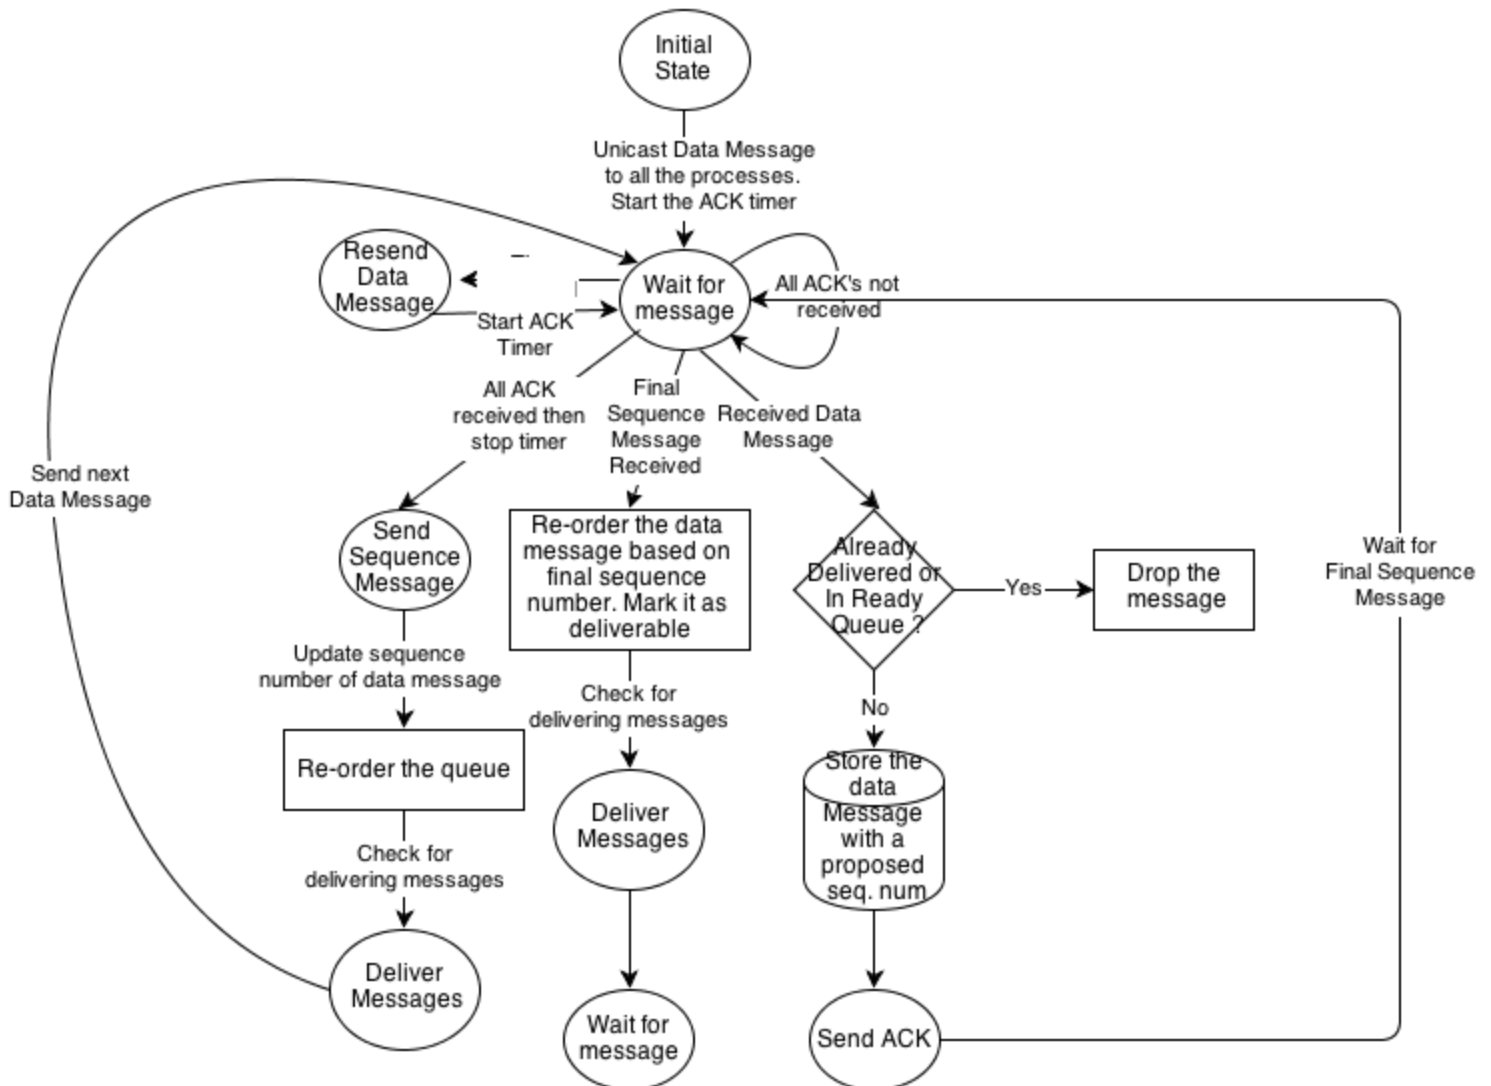 Initial
State
Unicast Data Message
to all the processes.
Start the ACK timer
Resend
Data
Message
Wait for
message
All ACK's not
received
Start ACK
Timer
All ACK
received then
stop timer
Final
Sequence
Message
Received
Received Data
Message
Send next
Data Message
Send
Sequence
Message
Re-order the data
message based on
final sequence
number. Mark it as
deliverable
Already
Delivered or
In Ready
Queue ?
Yes
Drop the
message
Wait for
Final Sequence
Message
Update sequence
number of data message
Check for
delivering messages
No
Re-order the queue
Deliver
Messages
Store the
data
Message
with a
proposed
seq. num
Check for
delivering messages
Deliver
Messages
Wait for
message
Send ACK